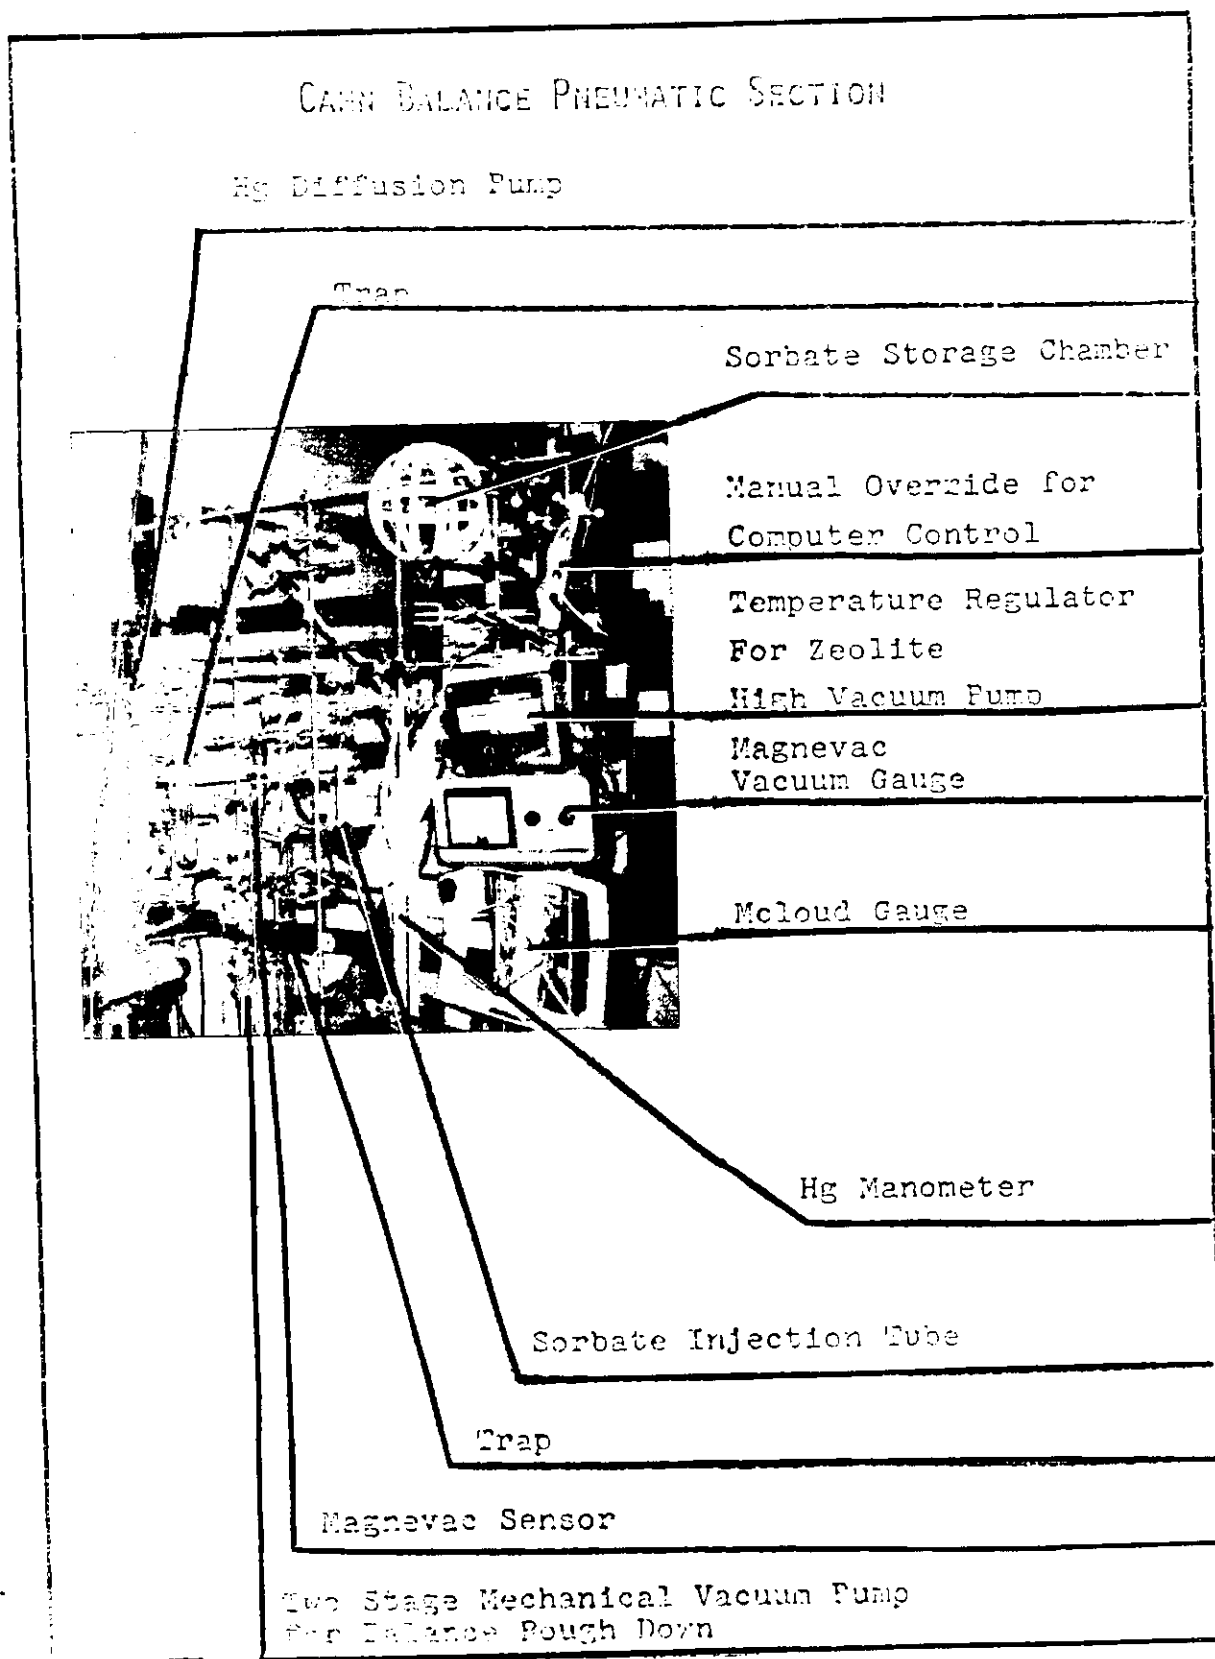 CAHN BALANCE PNEUMATIC SECTION
Hg Diffusion Pump
Trap
Sorbate Storage Chamber
Manual Override for
Computer Control
Temperature Regulator
For Zeolite
High Vacuum Pump
Magnevac
Vacuum Gauge
Mcloud Gauge
Hg Manometer
Sorbate Injection Tube
Trap
Magnevac Sensor
Two Stage Mechanical Vacuum Pump
for Balance Rough Down